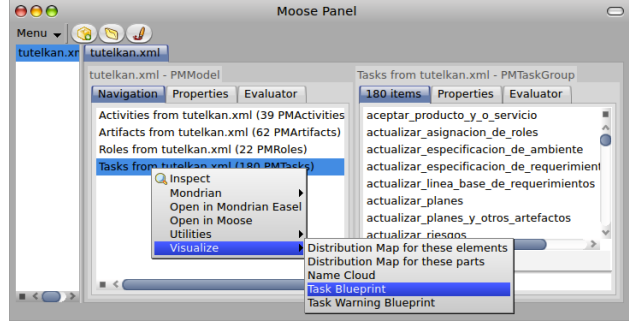 Moose Panel
Menu
tutelkan.xr
tutelkan.xml
tutelkan.xml - PMModel
Navigation Properties Evaluator
Activities from tutelkan.xml (39 PMActivities
Artifacts from tutelkan.xml (62 PMArtifacts)
Roles from tutelkan.xml (22 PMRoles)
Tasks from tutelkan.xml (180 PMTasks)
Inspect
Mondrian
Open in Mondrian Easel
Open in Moose
Utilities
Visualize
Distribution Map for these elements
Distribution Map for these parts
Name Cloud
Task Blueprint
Task Warning Blueprint
Tasks from tutelkan.xml - PMTaskGroup
180 items Properties Evaluator
aceptar_producto_y_o_servicio
actualizar_asignacion_de_roles
actualizar_especificacion_de_ambiente
actualizar_especificacion_de_requerimient
actualizar_linea_base_de_requerimientos
actualizar_planes
actualizar_planes_y_otros_artefactos
actualizar_riesgos